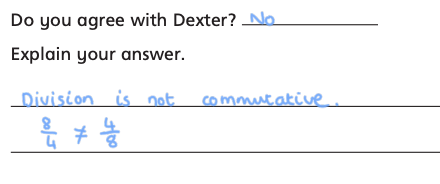 Do you agree with Dexter? No
Explain your answer.
Division is not commutative.
8/4 ≠ 4/8